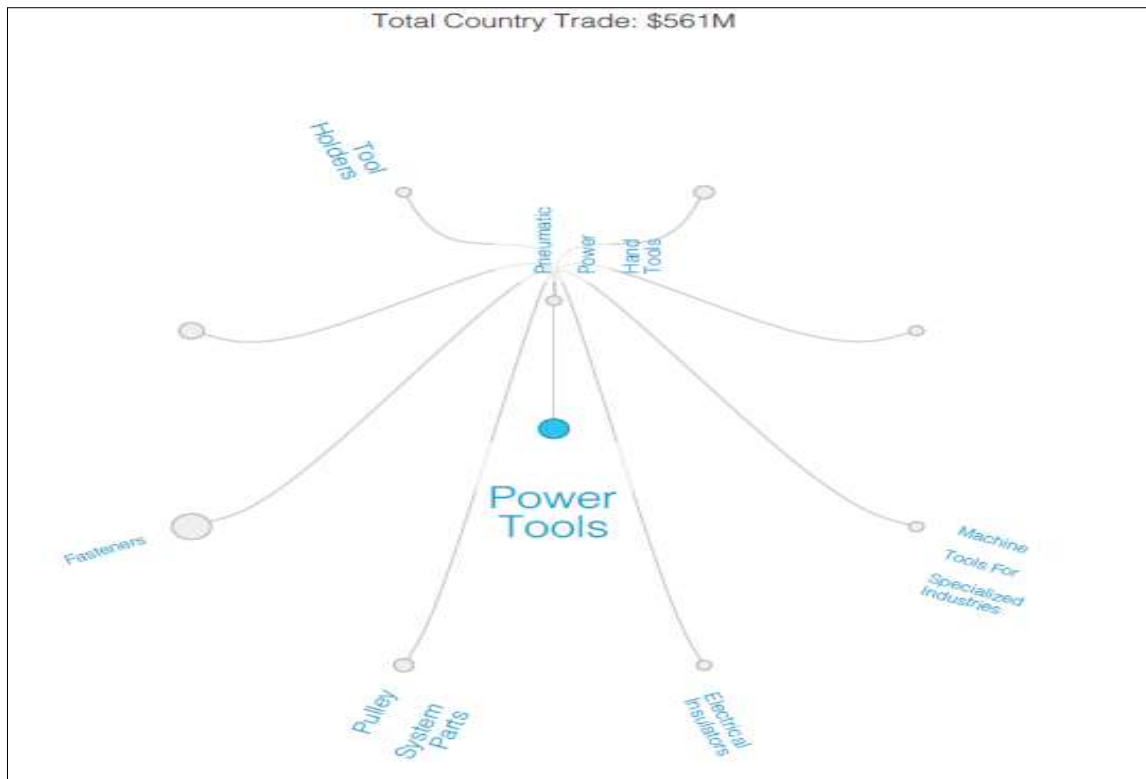 Total Country Trade: $561M
Tool
Holders
Pneumatic
Power
Hand
Tools
Power
Tools
Fasteners
Machine
Tools For
Specialized
Industries
Pulley
System
Parts
Electrical
Insulators